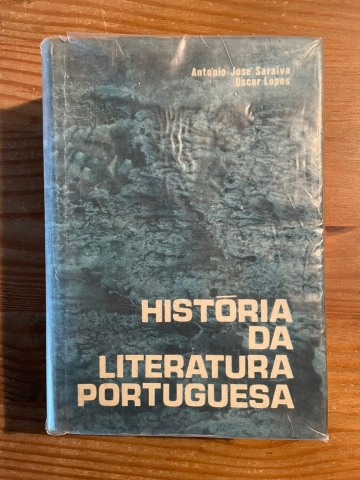 António José Saraiva
Óscar Lopes
HISTÓRIA
DA
LITERATURA
PORTUGUESA